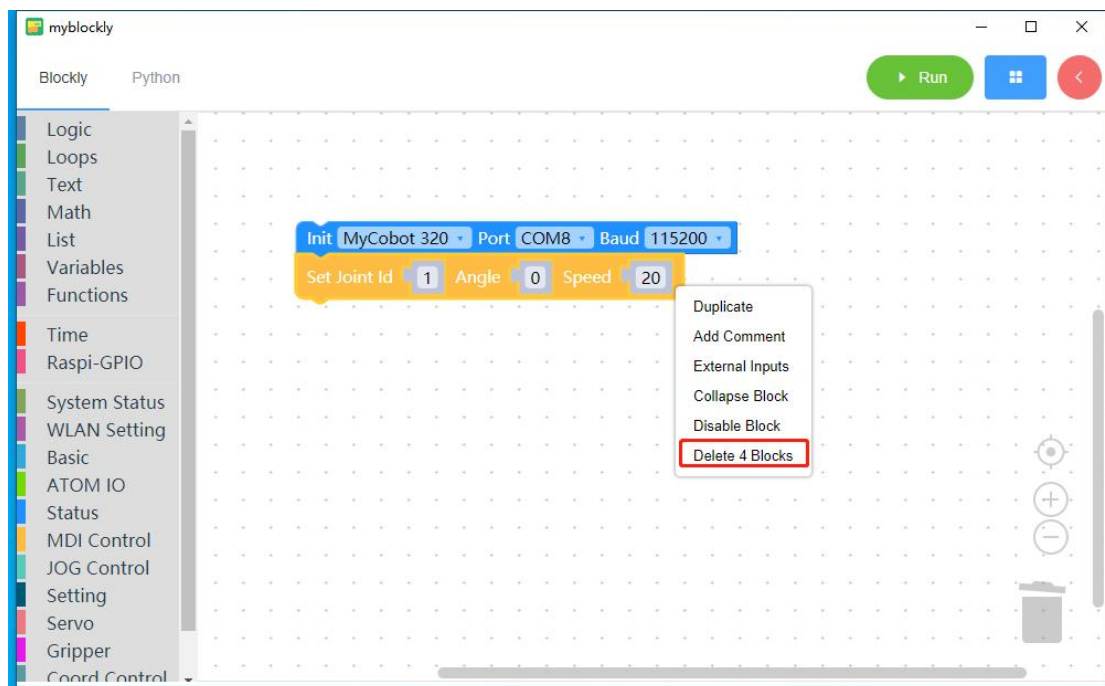 myblockly
Blockly Python
Run
Logic
Loops
Text
Math
List
Variables
Functions
Time
Raspi-GPIO
System Status
WLAN Setting
Basic
ATOM IO
Status
MDI Control
JOG Control
Setting
Servo
Gripper
Coord Control
Init MyCobot 320 Port COM8 Baud 115200
Set Joint Id 1 Angle 0 Speed 20
Duplicate
Add Comment
External Inputs
Collapse Block
Disable Block
Delete 4 Blocks